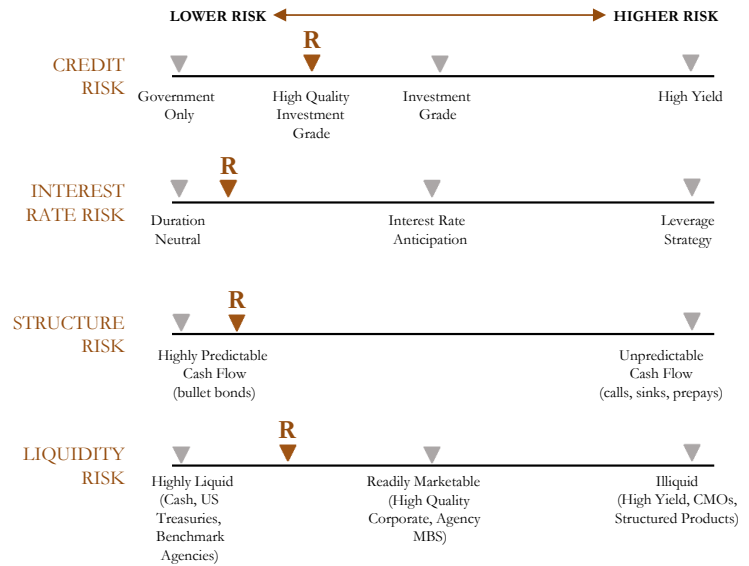 LOWER RISK HIGHER RISK
R
CREDIT
RISK
Government
Only
High Quality
Investment
Grade
Investment
Grade
High Yield
R
INTEREST
RATE RISK
Duration
Neutral
Interest Rate
Anticipation
Leverage
Strategy
R
STRUCTURE
RISK
Highly Predictable
Cash Flow
(bullet bonds)
Unpredictable
Cash Flow
(calls, sinks, prepays)
R
LIQUIDITY
RISK
Highly Liquid
(Cash, US
Treasuries,
Benchmark
Agencies)
Readily Marketable
(High Quality
Corporate, Agency
MBS)
Illiquid
(High Yield, CMOs,
Structured Products)